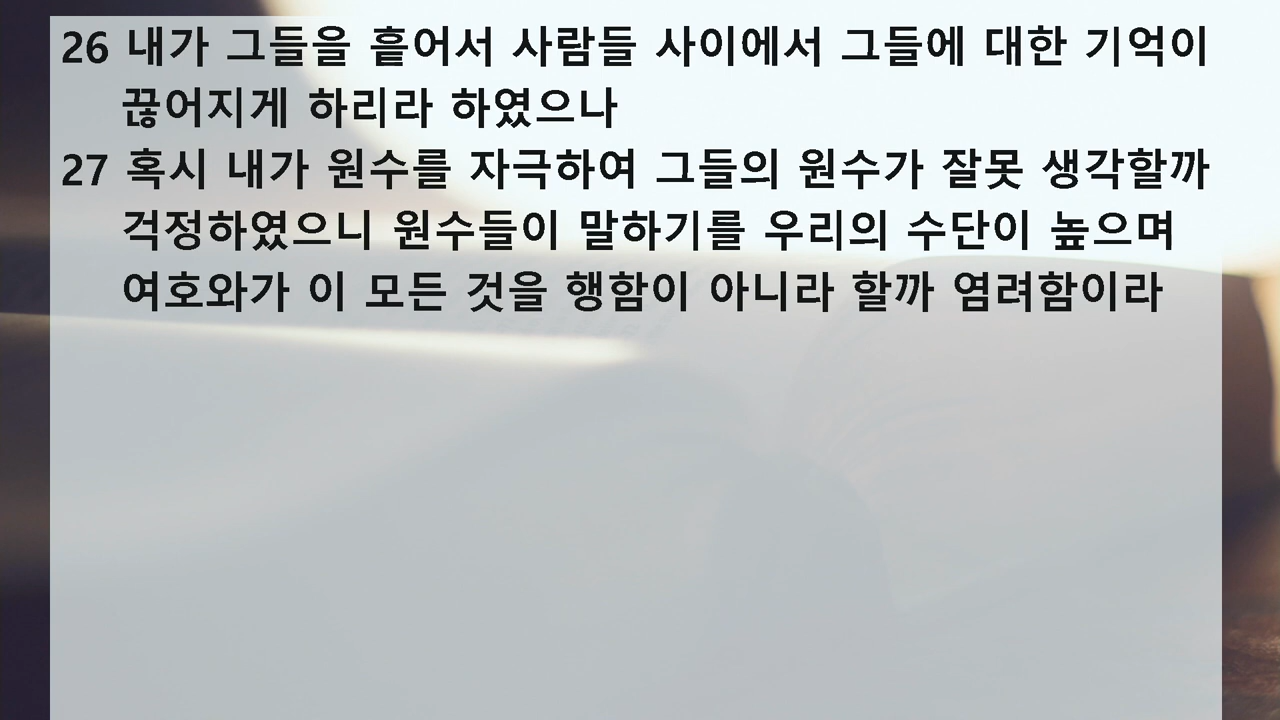 26 내가 그들을 흩어서 사람들 사이에서 그들에 대한 기억이
끊어지게 하리라 하였으나
27 혹시 내가 원수를 자극하여 그들의 원수가 잘못 생각할까
걱정하였으니 원수들이 말하기를 우리의 수단이 높으며
여호와가 이 모든 것을 행함이 아니라 할까 염려함이라